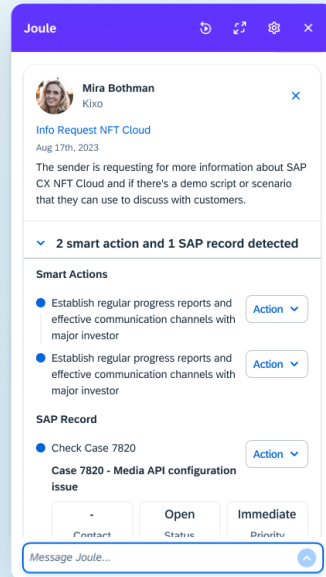 Joule
Mira Bothman
Kixo
Info Request NFT Cloud
Aug 17th, 2023
The sender is requesting for more information about SAP
CX NFT Cloud and if there's a demo script or scenario
that they can use to discuss with customers.
2 smart action and 1 SAP record detected
Smart Actions
Establish regular progress reports and
effective communication channels with
major investor
Action
Establish regular progress reports and
effective communication channels with
major investor
Action
SAP Record
Check Case 7820
Action
Case 7820 - Media API configuration
issue
- Open Immediate
Contact Status Priority
Message Joule...